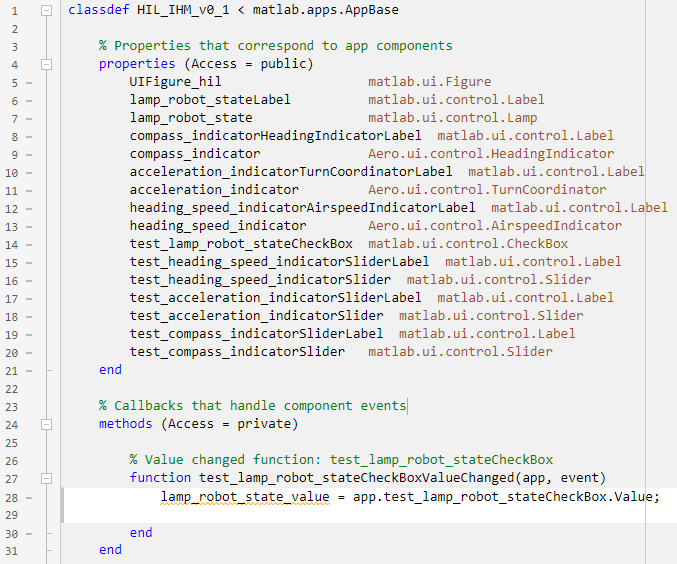 1 classdef HIL_IHM_v0_1 < matlab.apps.AppBase
2
3 % Properties that correspond to app components
4 properties (Access = public)
5 UIFigure_hil matlab.ui.Figure
6 lamp_robot_stateLabel matlab.ui.control.Label
7 lamp_robot_state matlab.ui.control.Lamp
8 compass_indicatorHeadingIndicatorLabel matlab.ui.control.Label
9 compass_indicator Aero.ui.control.HeadingIndicator
10 acceleration_indicatorTurnCoordinatorLabel matlab.ui.control.Label
11 acceleration_indicator Aero.ui.control.TurnCoordinator
12 heading_speed_indicatorAirspeedIndicatorLabel matlab.ui.control.Label
13 heading_speed_indicator Aero.ui.control.AirspeedIndicator
14 test_lamp_robot_stateCheckBox matlab.ui.control.CheckBox
15 test_heading_speed_indicatorSliderLabel matlab.ui.control.Label
16 test_heading_speed_indicatorSlider matlab.ui.control.Slider
17 test_acceleration_indicatorSliderLabel matlab.ui.control.Label
18 test_acceleration_indicatorSlider matlab.ui.control.Slider
19 test_compass_indicatorSliderLabel matlab.ui.control.Label
20 test_compass_indicatorSlider matlab.ui.control.Slider
21 end
22
23 % Callbacks that handle component events
24 methods (Access = private)
25
26 % Value changed function: test_lamp_robot_stateCheckBox
27 function test_lamp_robot_stateCheckBoxValueChanged(app, event)
28 lamp_robot_state_value = app.test_lamp_robot_stateCheckBox.Value;
29
30 end
31 end